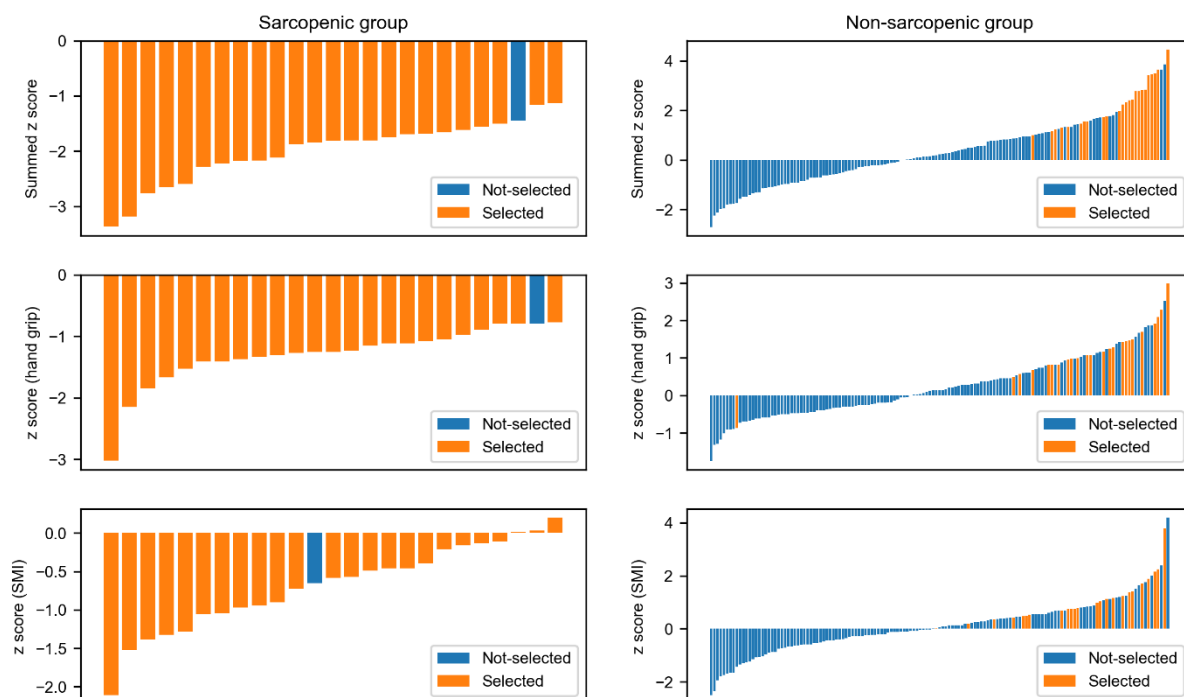 Sarcopenic group
Non-sarcopenic group
Summed z score
0
−1
−2
−3
Not-selected
Selected
Summed z score
4
2
0
−2
Not-selected
Selected
z score (hand grip)
0
−1
−2
−3
Not-selected
Selected
z score (hand grip)
3
2
1
0
−1
Not-selected
Selected
z score (SMI)
0.0
−0.5
−1.0
−1.5
−2.0
Not-selected
Selected
z score (SMI)
4
2
0
−2
Not-selected
Selected